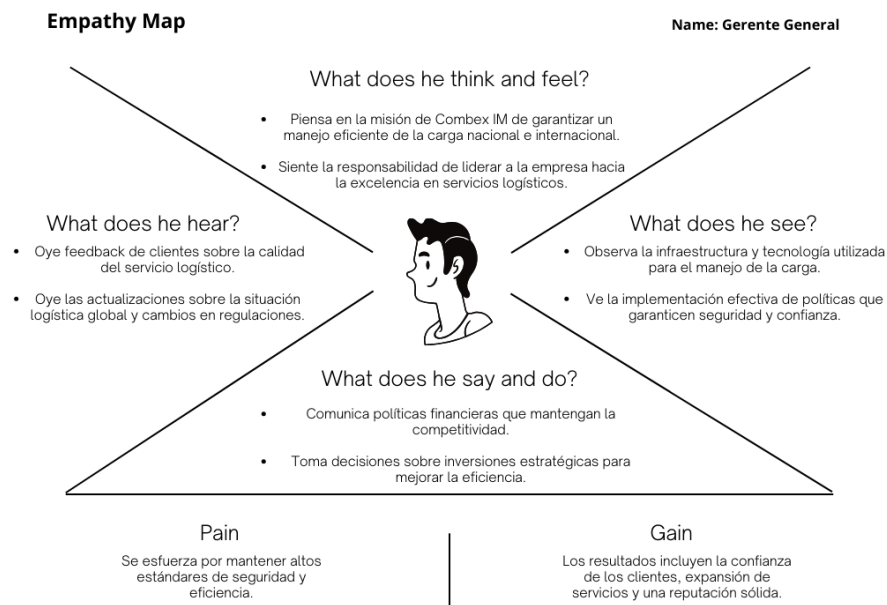 Empathy Map
Name: Gerente General
What does he think and feel?
• Piensa en la misión de Combex IM de garantizar un
manejo eficiente de la carga nacional e internacional.
• Siente la responsabilidad de liderar a la empresa hacia
la excelencia en servicios logísticos.
What does he hear?
• Oye feedback de clientes sobre la calidad
del servicio logístico.
• Oye las actualizaciones sobre la situación
logística global y cambios en regulaciones.
What does he see?
• Observa la infraestructura y tecnología utilizada
para el manejo de la carga.
• Ve la implementación efectiva de políticas que
garanticen seguridad y confianza.
What does he say and do?
• Comunica políticas financieras que mantengan la
competitividad.
• Toma decisiones sobre inversiones estratégicas para
mejorar la eficiencia.
Pain
Se esfuerza por mantener altos
estándares de seguridad y
eficiencia.
Gain
Los resultados incluyen la confianza
de los clientes, expansión de
servicios y una reputación sólida.